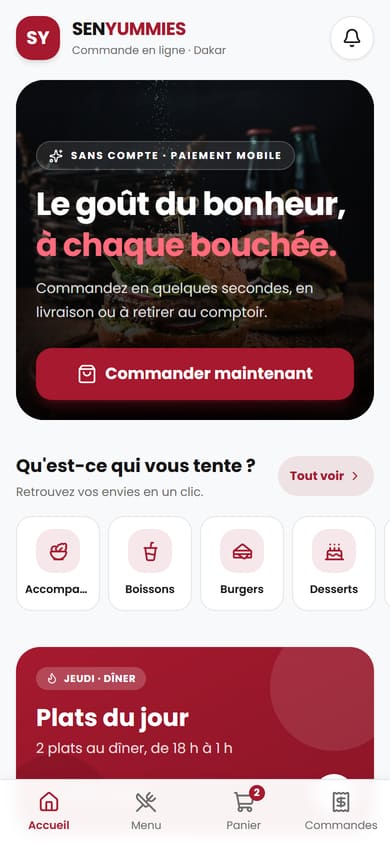 SY
SENYUMMIES
Commande en ligne · Dakar
SANS COMPTE · PAIEMENT MOBILE
Le goût du bonheur,
à chaque bouchée.
Commandez en quelques secondes, en
livraison ou à retirer au comptoir.
Commander maintenant
Qu'est-ce qui vous tente ?
Tout voir
Retrouvez vos envies en un clic.
Accompa...
Boissons
Burgers
Desserts
JEUDI · DÎNER
Plats du jour
2 plats au dîner, de 18 h à 1 h
2
Accueil
Menu
Panier
Commandes